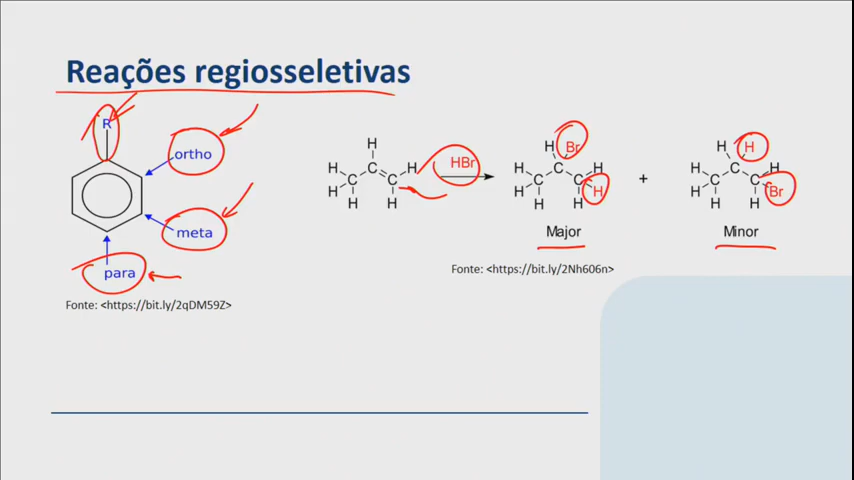 Reações regiosseletivas
R
ortho
meta
para
Fonte: <https://bit.ly/2qDM59Z>
H
H
H
C
C
C
H
H
H
HBr
H
Br
H
H
C
C
C
H
H
H
H
Major
+
H
H
H
H
C
C
C
H
Br
H
H
Minor
Fonte: <https://bit.ly/2Nh606n>